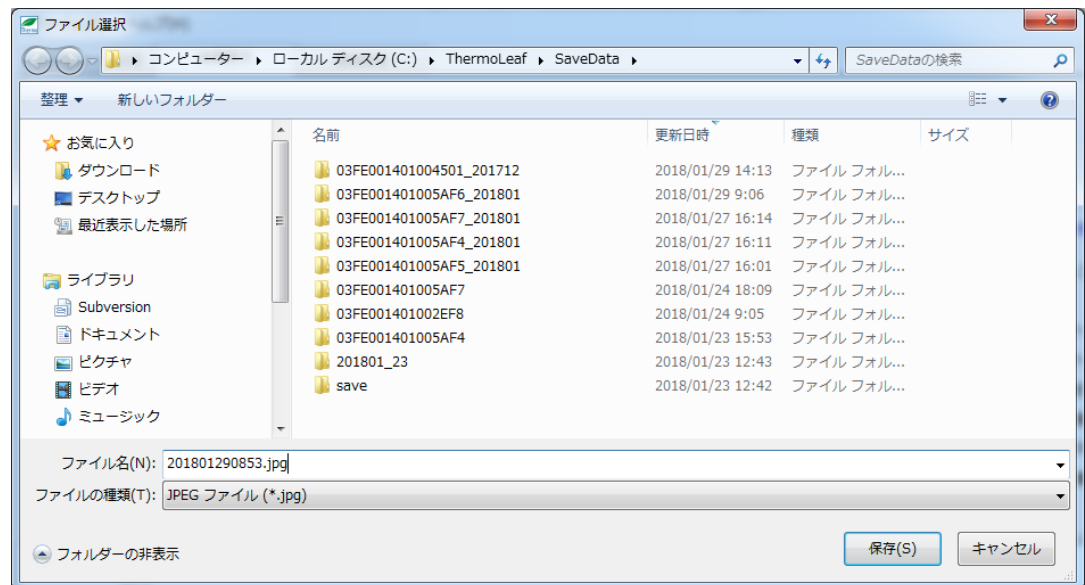 ファイル選択
コンピューター ▸ ローカル ディスク (C:) ▸ ThermoLeaf ▸ SaveData ▸
SaveDataの検索
整理 ▼ 新しいフォルダー
お気に入り
ダウンロード
デスクトップ
最近表示した場所
ライブラリ
Subversion
ドキュメント
ピクチャ
ビデオ
ミュージック
名前 更新日時 種類 サイズ
03FE001401004501_201712 2018/01/29 14:13 ファイル フォル...
03FE001401005AF6_201801 2018/01/29 9:06 ファイル フォル...
03FE001401005AF7_201801 2018/01/27 16:14 ファイル フォル...
03FE001401005AF4_201801 2018/01/27 16:11 ファイル フォル...
03FE001401005AF5_201801 2018/01/27 16:01 ファイル フォル...
03FE001401005AF7 2018/01/24 18:09 ファイル フォル...
03FE001401002EF8 2018/01/24 9:05 ファイル フォル...
03FE001401005AF4 2018/01/23 15:53 ファイル フォル...
201801_23 2018/01/23 12:43 ファイル フォル...
save 2018/01/23 12:42 ファイル フォル...
ファイル名(N): 201801290853.jpg
ファイルの種類(T): JPEG ファイル (*.jpg)
フォルダーの非表示
保存(S) キャンセル